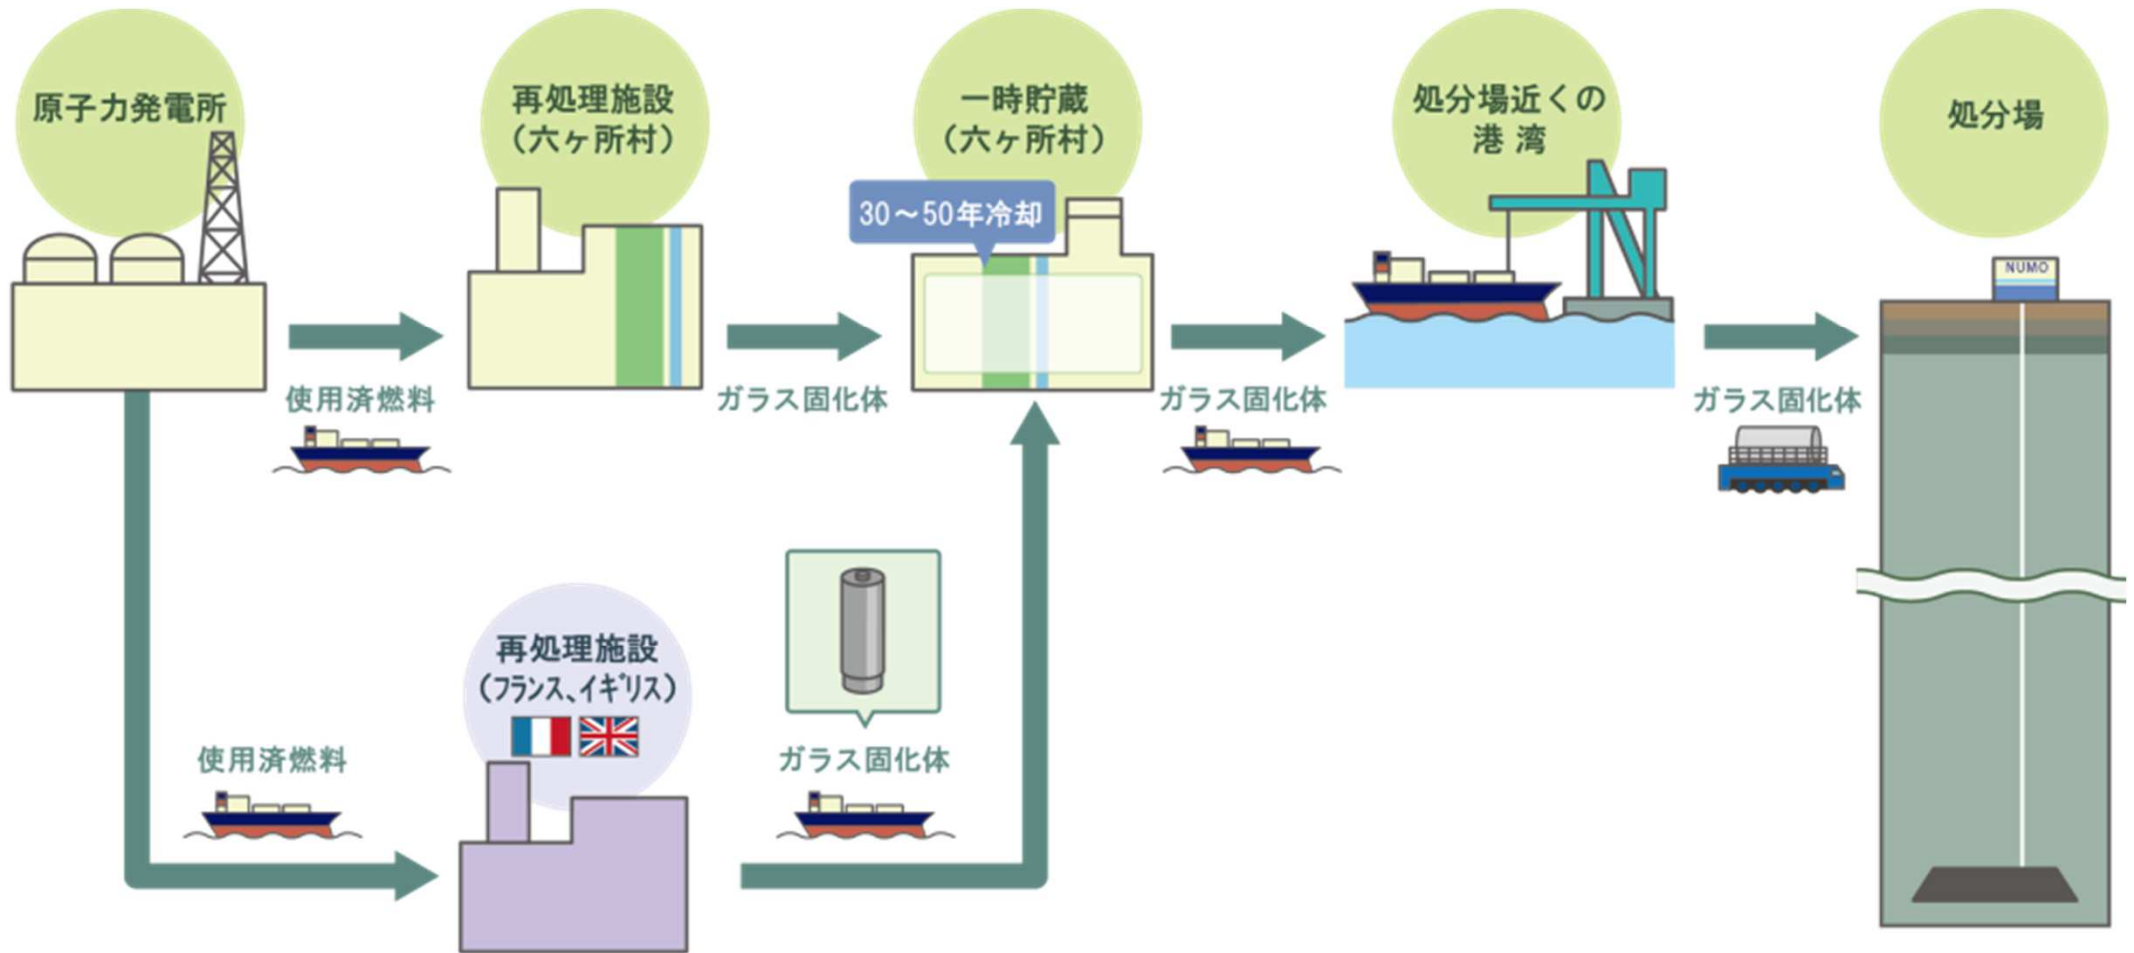 原子力発電所
再処理施設
（六ヶ所村）
一時貯蔵
（六ヶ所村）
処分場近くの
港 湾
処分場
30～50年冷却
NUMO
使用済燃料
ガラス固化体
ガラス固化体
ガラス固化体
再処理施設
（フランス、イギリス）
使用済燃料
ガラス固化体